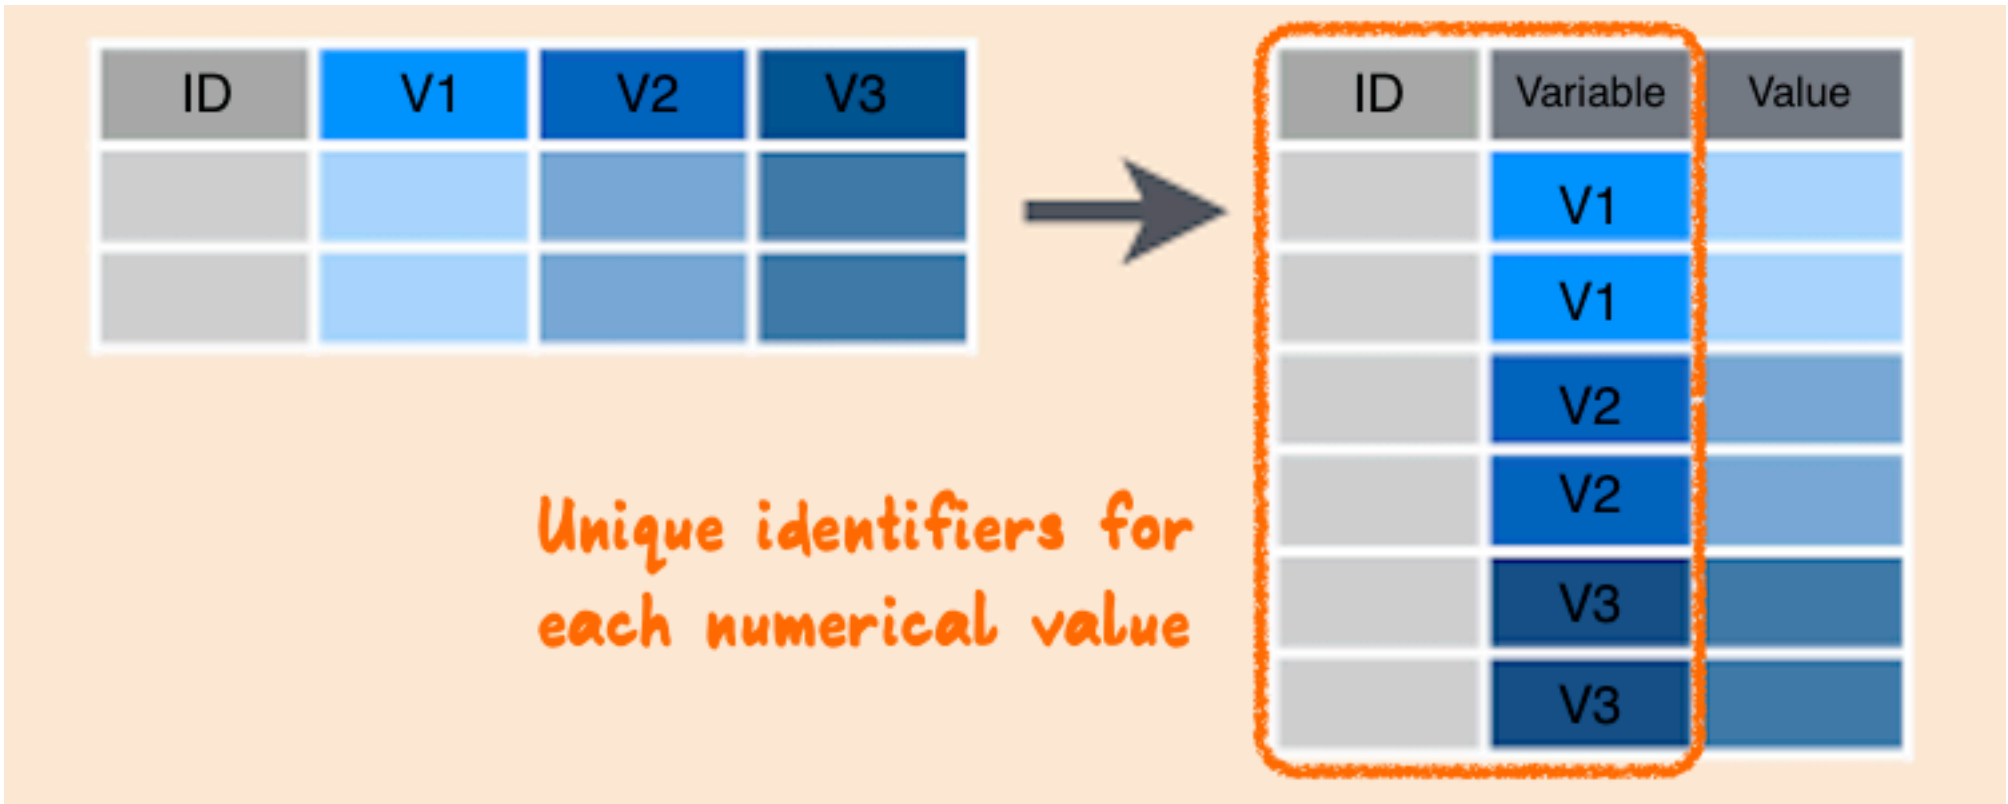 ID V1 V2 V3
ID Variable Value
V1
V1
V2
V2
V3
V3
Unique identifiers for
each numerical value